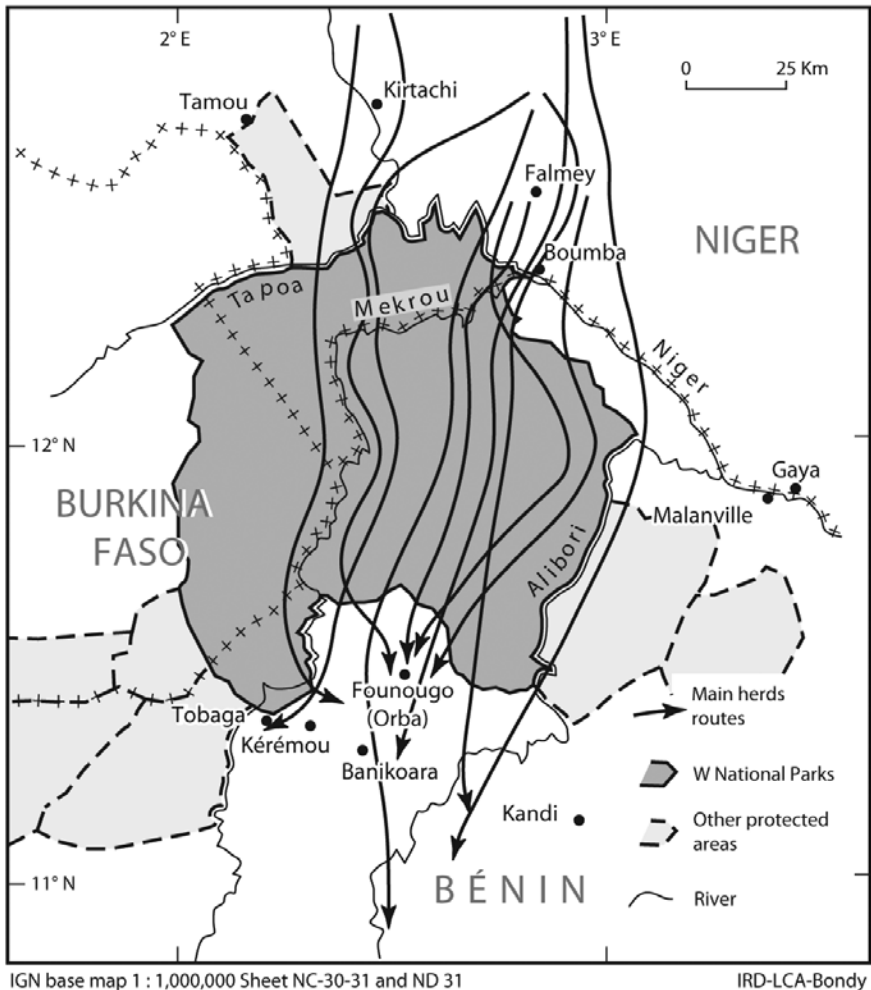 2° E
3° E
0 25 Km
Kirtachi
Tamou
Falmey
NIGER
Boumba
Tapoa
Mekrou
Niger
12° N
Gaya
BURKINA
FASO
Malanville
Alibori
Founougo
(Orba)
Main herds
routes
Tobaga
Kérémou
Banikoara
W National Parks
Kandi
Other protected
areas
11° N
BÉNIN
River
IGN base map 1 : 1,000,000 Sheet NC-30-31 and ND 31
IRD-LCA-Bondy